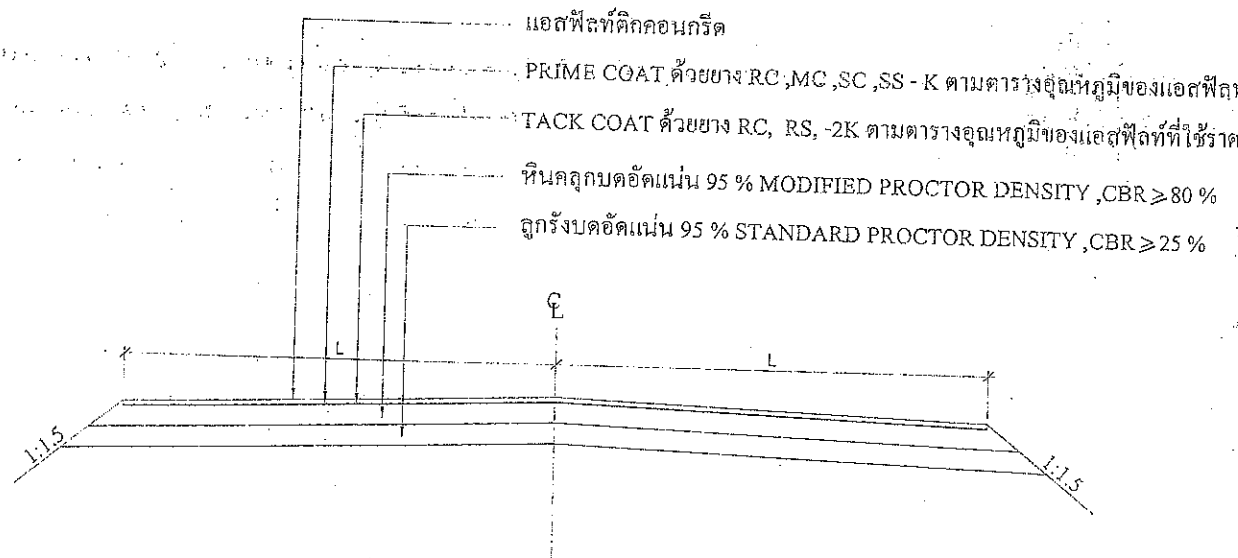 แอสฟัลท์ติกคอนกรีต
PRIME COAT ด้วยยาง RC ,MC ,SC ,SS - K ตามตารางอุณหภูมิของแอสฟัลท
TACK COAT ด้วยยาง RC, RS, -2K ตามตารางอุณหภูมิของแอสฟัลท์ที่ใช้ราด
หินคลุกบดอัดแน่น 95 % MODIFIED PROCTOR DENSITY ,CBR ≥ 80 %
ลูกรังบดอัดแน่น 95 % STANDARD PROCTOR DENSITY ,CBR ≥ 25 %
℄
L
L
1:1.5
1:1.5